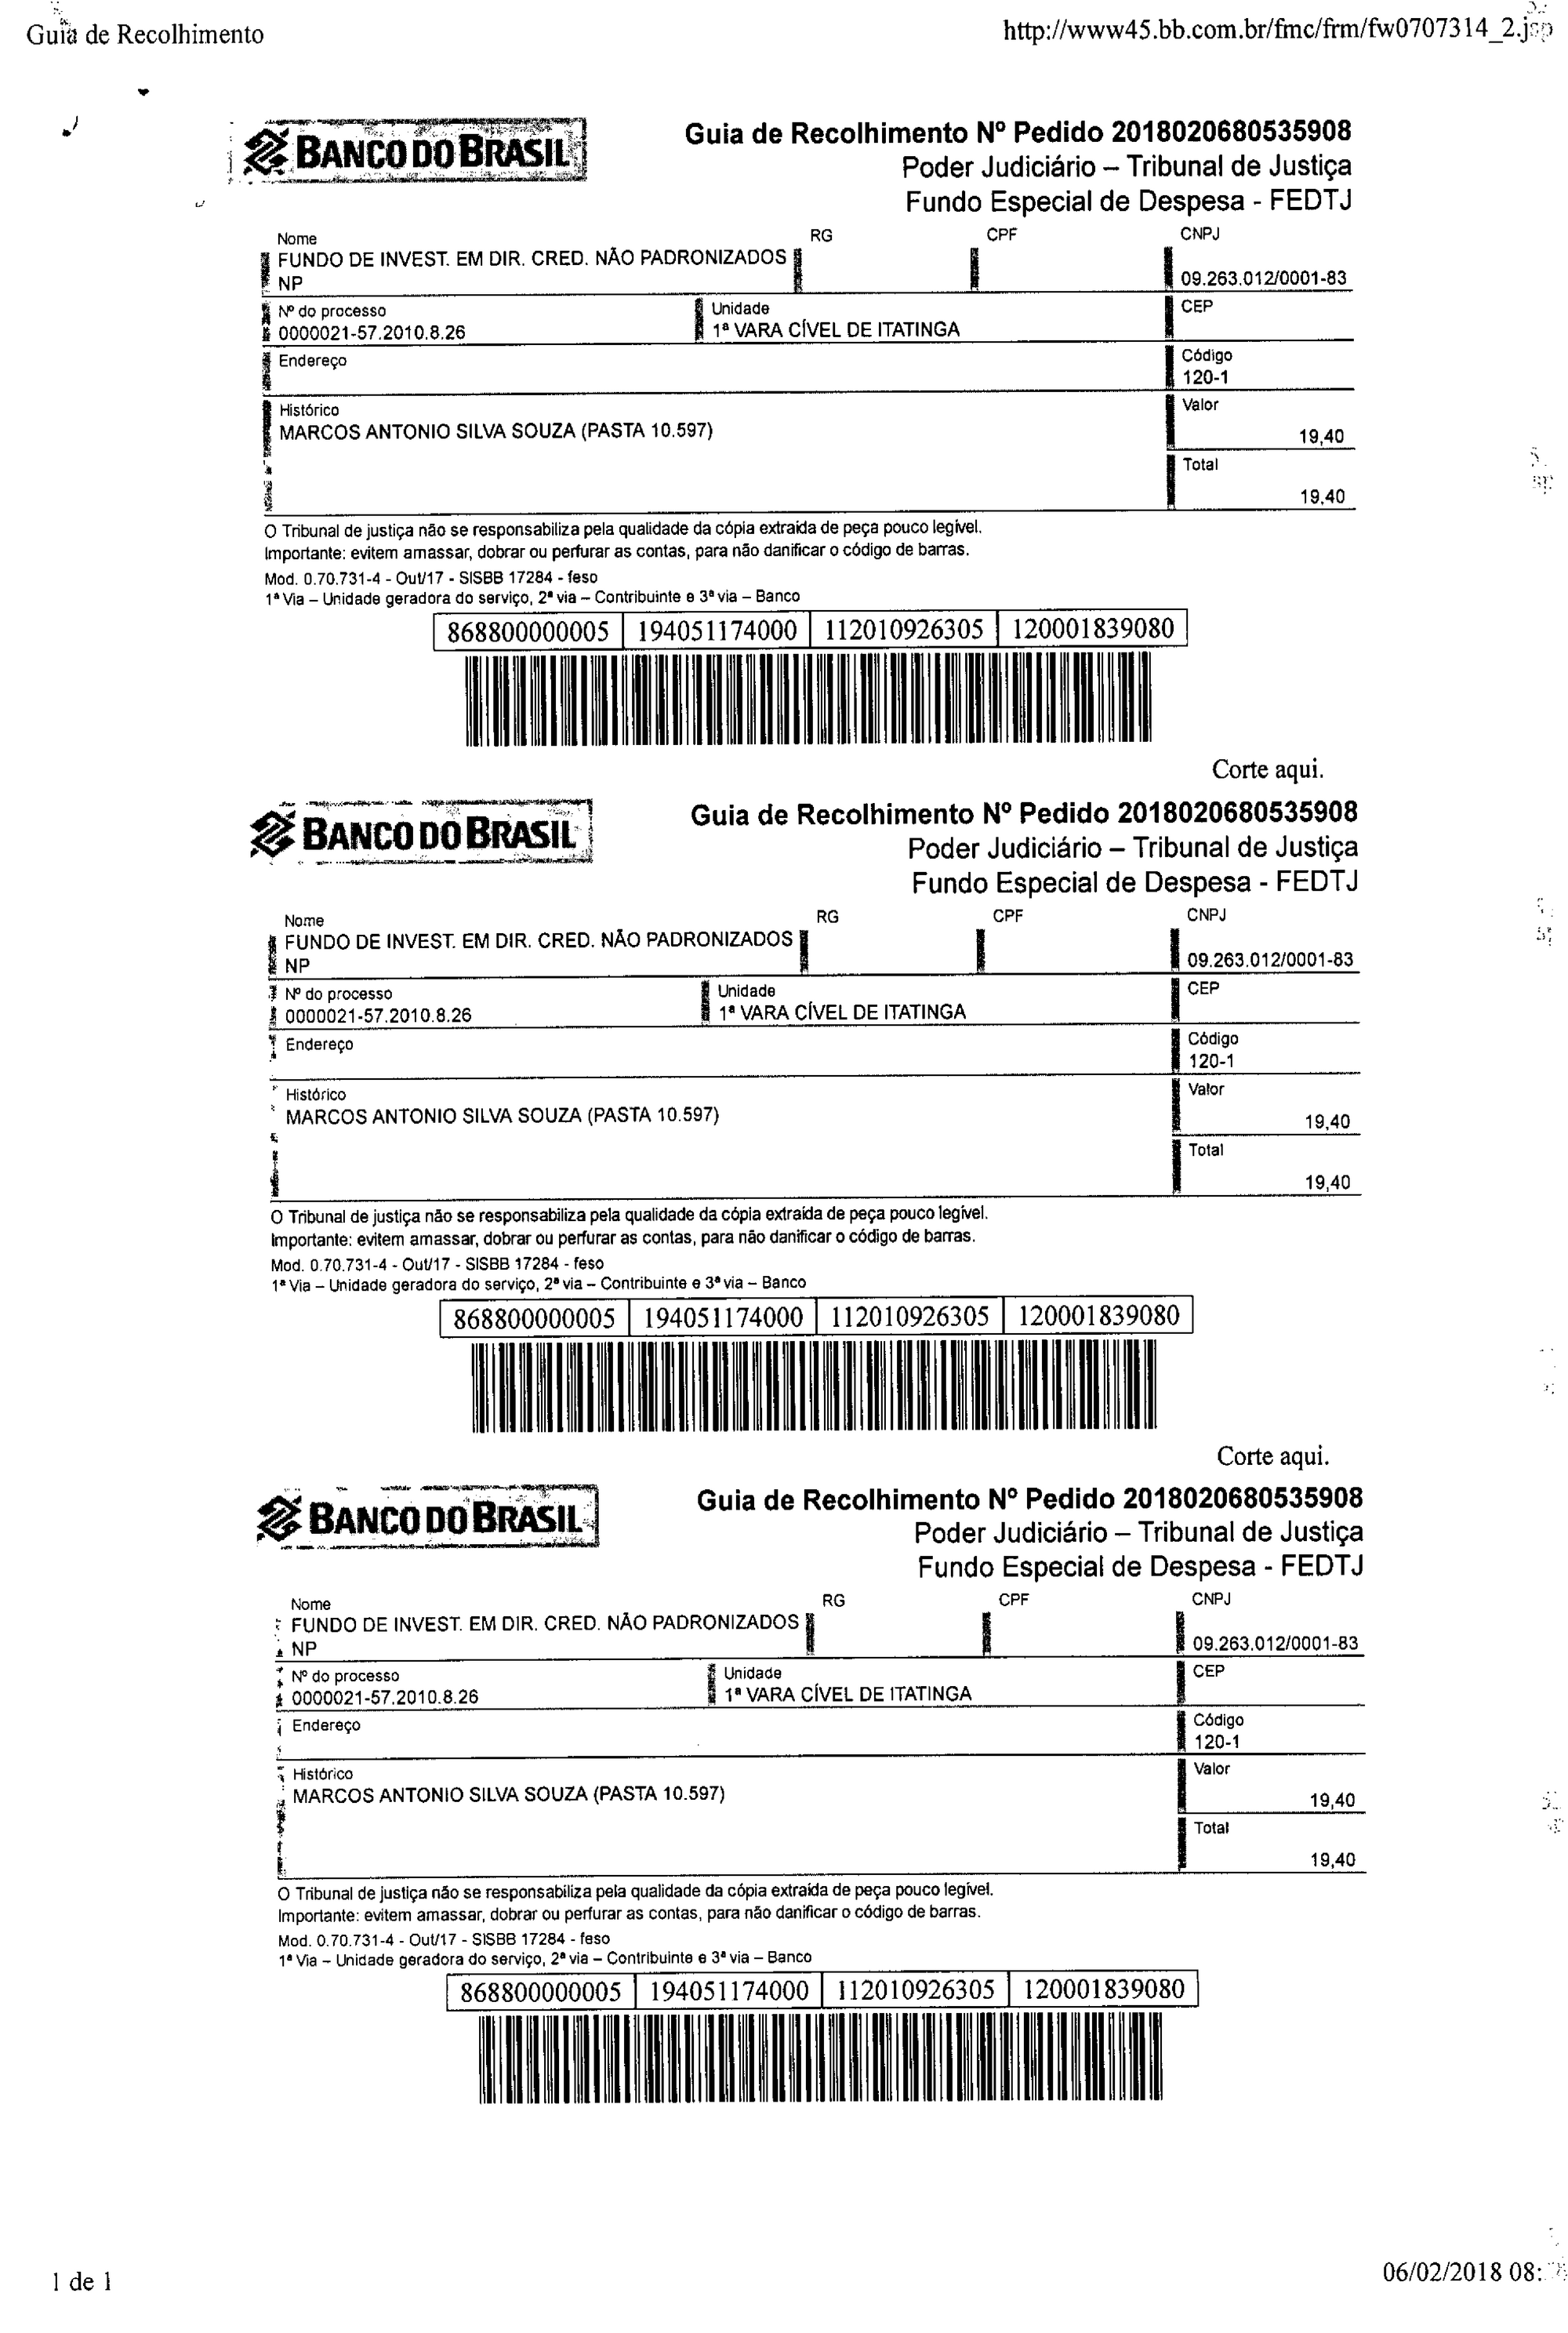 Guia de Recolhimento
http://www45.bb.com.br/fmc/frm/fw0707314_2.jsp
BANCO DO BRASIL
Guia de Recolhimento Nº Pedido 2018020680535908
Poder Judiciário – Tribunal de Justiça
Fundo Especial de Despesa - FEDTJ
Nome RG CPF CNPJ
FUNDO DE INVEST. EM DIR. CRED. NÃO PADRONIZADOS
NP 09.263.012/0001-83
Nº do processo Unidade CEP
0000021-57.2010.8.26 1ª VARA CÍVEL DE ITATINGA
Endereço Código
120-1
Histórico Valor
MARCOS ANTONIO SILVA SOUZA (PASTA 10.597) 19,40
Total
19,40
O Tribunal de justiça não se responsabiliza pela qualidade da cópia extraída de peça pouco legível.
Importante: evitem amassar, dobrar ou perfurar as contas, para não danificar o código de barras.
Mod. 0.70.731-4 - Out/17 - SISBB 17284 - feso
1ª Via – Unidade geradora do serviço, 2ª via – Contribuinte e 3ª via – Banco
868800000005 194051174000 112010926305 120001839080
Corte aqui.
BANCO DO BRASIL
Guia de Recolhimento Nº Pedido 2018020680535908
Poder Judiciário – Tribunal de Justiça
Fundo Especial de Despesa - FEDTJ
Nome RG CPF CNPJ
FUNDO DE INVEST. EM DIR. CRED. NÃO PADRONIZADOS
NP 09.263.012/0001-83
Nº do processo Unidade CEP
0000021-57.2010.8.26 1ª VARA CÍVEL DE ITATINGA
Endereço Código
120-1
Histórico Valor
MARCOS ANTONIO SILVA SOUZA (PASTA 10.597) 19,40
Total
19,40
O Tribunal de justiça não se responsabiliza pela qualidade da cópia extraída de peça pouco legível.
Importante: evitem amassar, dobrar ou perfurar as contas, para não danificar o código de barras.
Mod. 0.70.731-4 - Out/17 - SISBB 17284 - feso
1ª Via – Unidade geradora do serviço, 2ª via – Contribuinte e 3ª via – Banco
868800000005 194051174000 112010926305 120001839080
Corte aqui.
BANCO DO BRASIL
Guia de Recolhimento Nº Pedido 2018020680535908
Poder Judiciário – Tribunal de Justiça
Fundo Especial de Despesa - FEDTJ
Nome RG CPF CNPJ
FUNDO DE INVEST. EM DIR. CRED. NÃO PADRONIZADOS
NP 09.263.012/0001-83
Nº do processo Unidade CEP
0000021-57.2010.8.26 1ª VARA CÍVEL DE ITATINGA
Endereço Código
120-1
Histórico Valor
MARCOS ANTONIO SILVA SOUZA (PASTA 10.597) 19,40
Total
19,40
O Tribunal de justiça não se responsabiliza pela qualidade da cópia extraída de peça pouco legível.
Importante: evitem amassar, dobrar ou perfurar as contas, para não danificar o código de barras.
Mod. 0.70.731-4 - Out/17 - SISBB 17284 - feso
1ª Via – Unidade geradora do serviço, 2ª via – Contribuinte e 3ª via – Banco
868800000005 194051174000 112010926305 120001839080
1 de 1
06/02/2018 08: